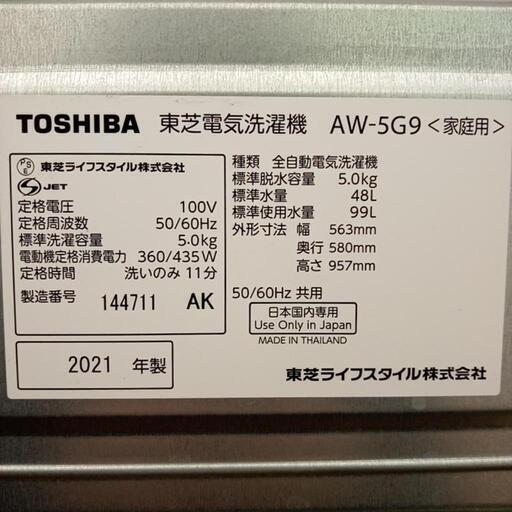 TOSHIBA 東芝電気洗濯機 AW-5G9 <家庭用>
PSE 東芝ライフスタイル株式会社
S JET
定格電圧 100V
定格周波数 50/60Hz
標準洗濯容量 5.0kg
電動機定格消費電力 360/435W
定格時間 洗いのみ 11分
製造番号 144711 AK
2021 年製
種類 全自動電気洗濯機
標準脱水容量 5.0kg
標準水量 48L
標準使用水量 99L
外形寸法 幅 563mm
奥行 580mm
高さ 957mm
50/60Hz 共用
日本国内専用
Use Only in Japan
MADE IN THAILAND
東芝ライフスタイル株式会社